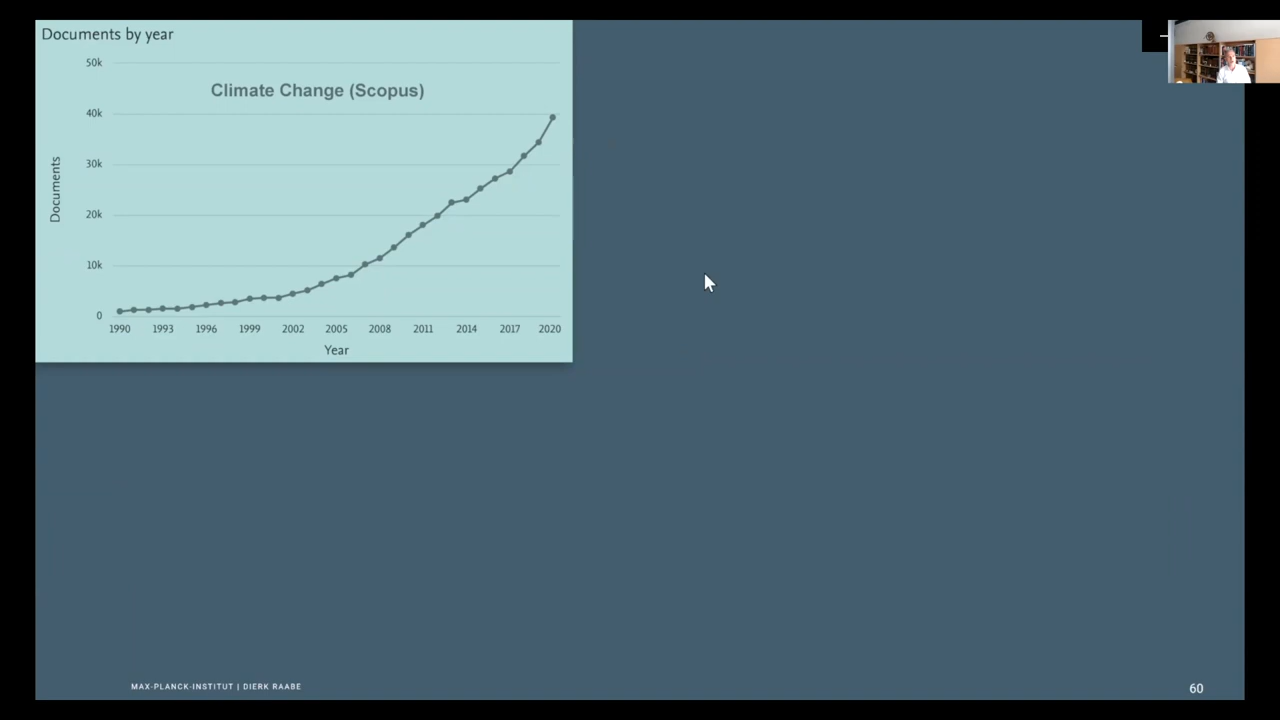 Documents by year
50k
Climate Change (Scopus)
40k
30k
20k
10k
0
Documents
1990 1993 1996 1999 2002 2005 2008 2011 2014 2017 2020
Year
MAX-PLANCK-INSTITUT | DIERK RAABE
60